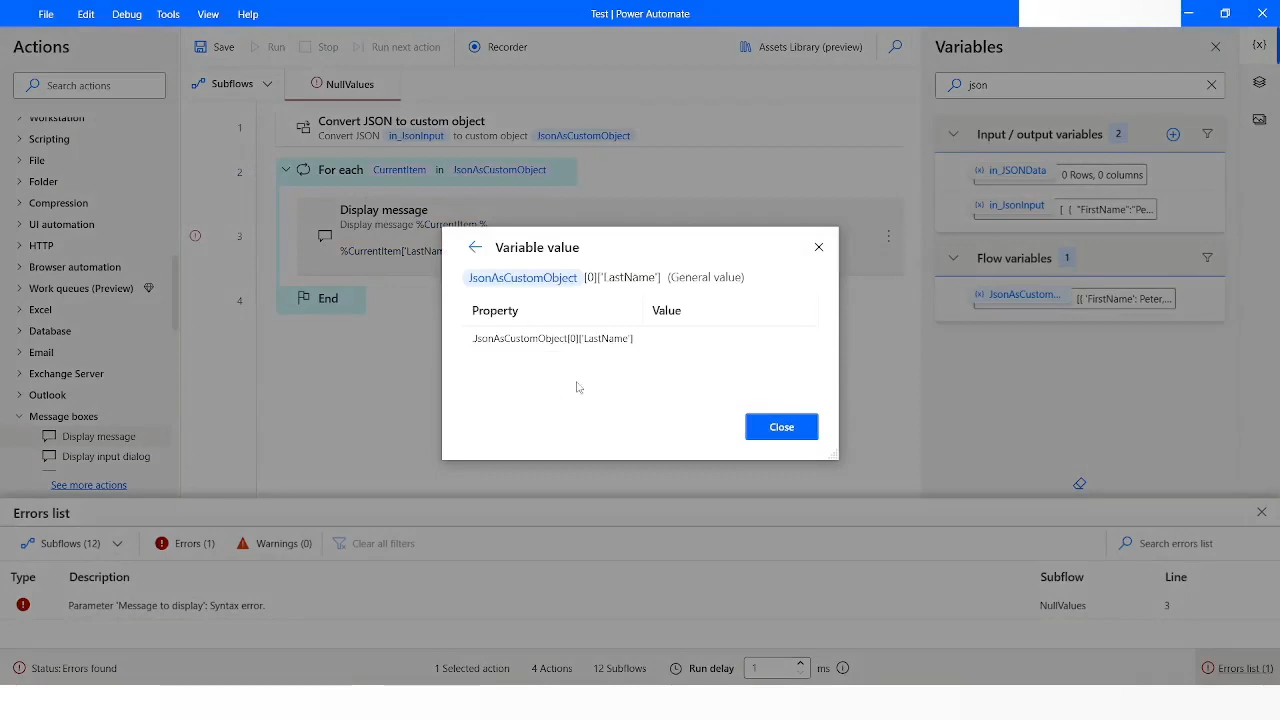 File Edit Debug Tools View Help
Test | Power Automate
Actions
Search actions
Workstation
Scripting
File
Folder
Compression
UI automation
HTTP
Browser automation
Work queues (Preview)
Excel
Database
Email
Exchange Server
Outlook
Message boxes
Display message
Display input dialog
See more actions
Save Run Stop Run next action Recorder Assets Library (preview)
Subflows NullValues
1
Convert JSON to custom object
Convert JSON in_JsonInput to custom object JsonAsCustomObject
2
For each CurrentItem in JsonAsCustomObject
3
Display message
Display message %CurrentItem %
%CurrentItem['LastNam
4
End
Variable value
JsonAsCustomObject [0]['LastName'] (General value)
Property Value
JsonAsCustomObject[0]['LastName']
Close
Variables
{x}
json
Input / output variables 2
(x) in_JSONData 0 Rows, 0 columns
(x) in_JsonInput [ { "FirstName":"Pe...
Flow variables 1
(x) JsonAsCustom... [{ 'FirstName': Peter,...
Errors list
Subflows (12) Errors (1) Warnings (0) Clear all filters Search errors list
Type Description Subflow Line
Parameter 'Message to display': Syntax error. NullValues 3
Status: Errors found 1 Selected action 4 Actions 12 Subflows Run delay 1 ms Errors list (1)